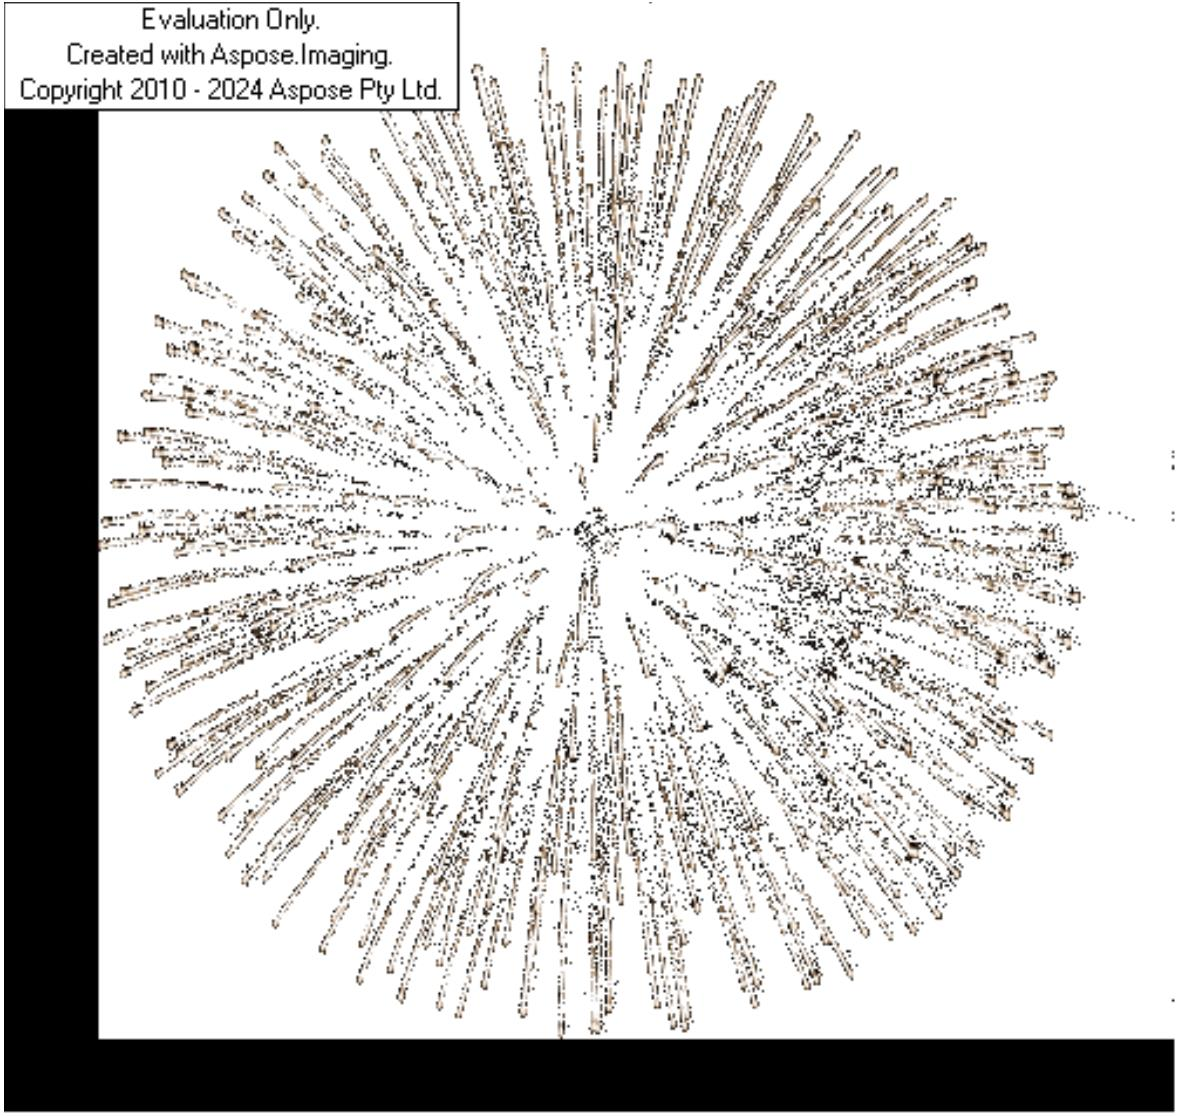 Evaluation Only.
Created with Aspose.Imaging.
Copyright 2010 - 2024 Aspose Pty Ltd.